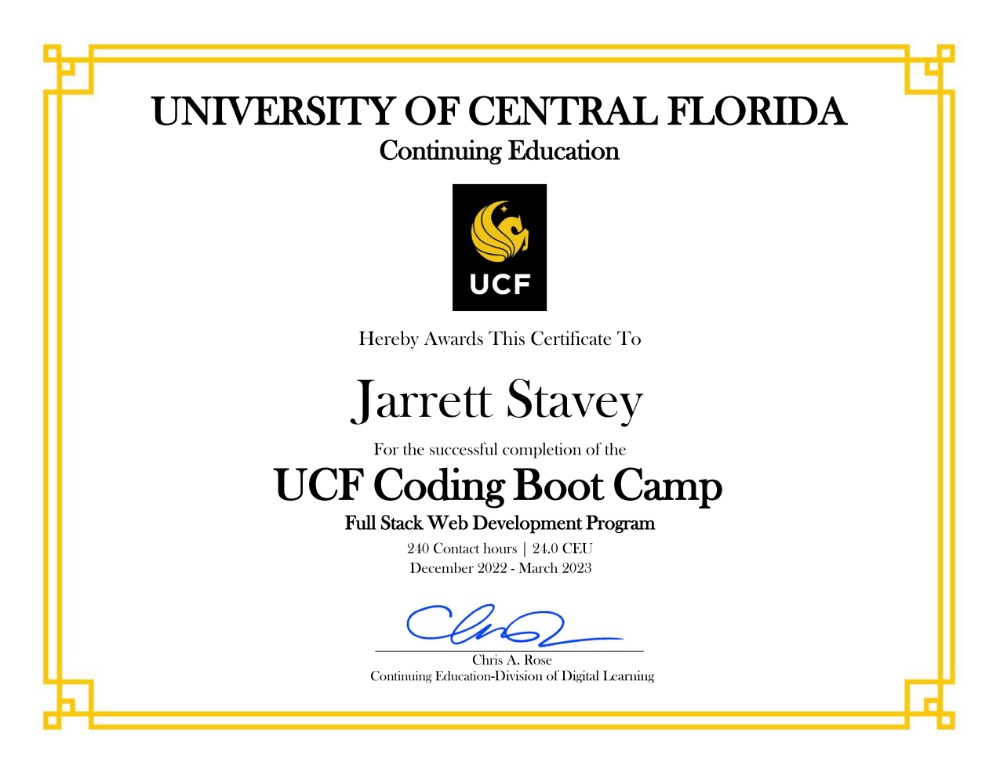 UNIVERSITY OF CENTRAL FLORIDA
Continuing Education
UCF
Hereby Awards This Certificate To
Jarrett Stavey
For the successful completion of the
UCF Coding Boot Camp
Full Stack Web Development Program
240 Contact hours | 24.0 CEU
December 2022 - March 2023
Chris A. Rose
Continuing Education-Division of Digital Learning